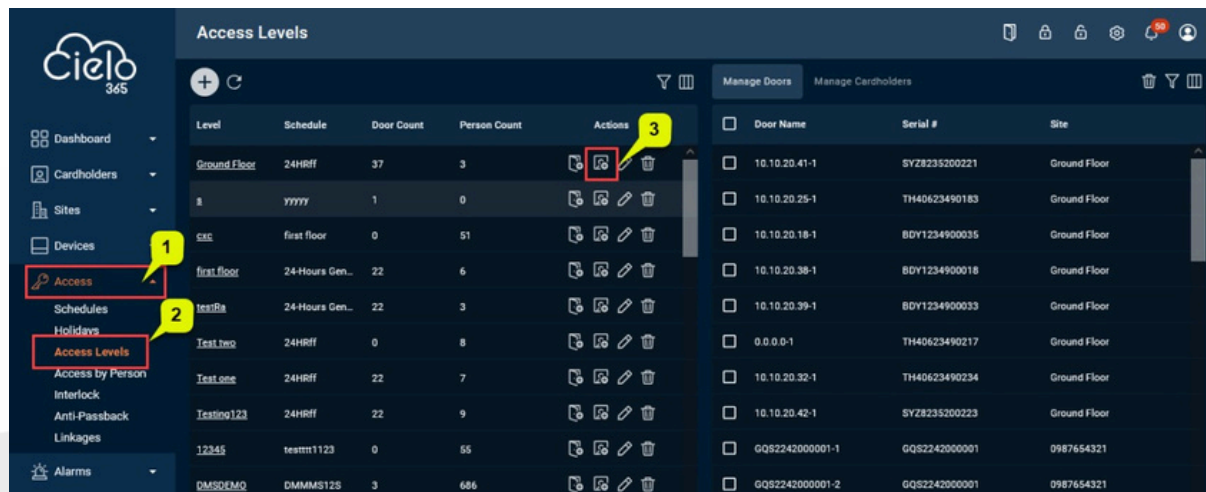 Cielo
365
Access Levels
50
Manage Doors Manage Cardholders
Dashboard
Cardholders
Sites
Devices
1
Access
Schedules
2
Holidays
Access Levels
Access by Person
Interlock
Anti-Passback
Linkages
Alarms
Level Schedule Door Count Person Count Actions
3
Ground Floor 24HRff 37 3
a yyyyy 1 0
cxc first floor 0 51
first floor 24-Hours Gen... 22 6
testRa 24-Hours Gen... 22 3
Test two 24HRff 0 8
Test one 24HRff 22 7
Testing123 24HRff 22 9
12345 testttt1123 0 55
DMSDEMO DMMMS12S 3 686
Door Name Serial # Site
10.10.20.41-1 SYZ8235200221 Ground Floor
10.10.20.25-1 TH40623490183 Ground Floor
10.10.20.18-1 BDY1234900035 Ground Floor
10.10.20.38-1 BDY1234900018 Ground Floor
10.10.20.39-1 BDY1234900033 Ground Floor
0.0.0.0-1 TH40623490217 Ground Floor
10.10.20.32-1 TH40623490234 Ground Floor
10.10.20.42-1 SYZ8235200223 Ground Floor
GQS2242000001-1 GQS2242000001 0987654321
GQS2242000001-2 GQS2242000001 0987654321